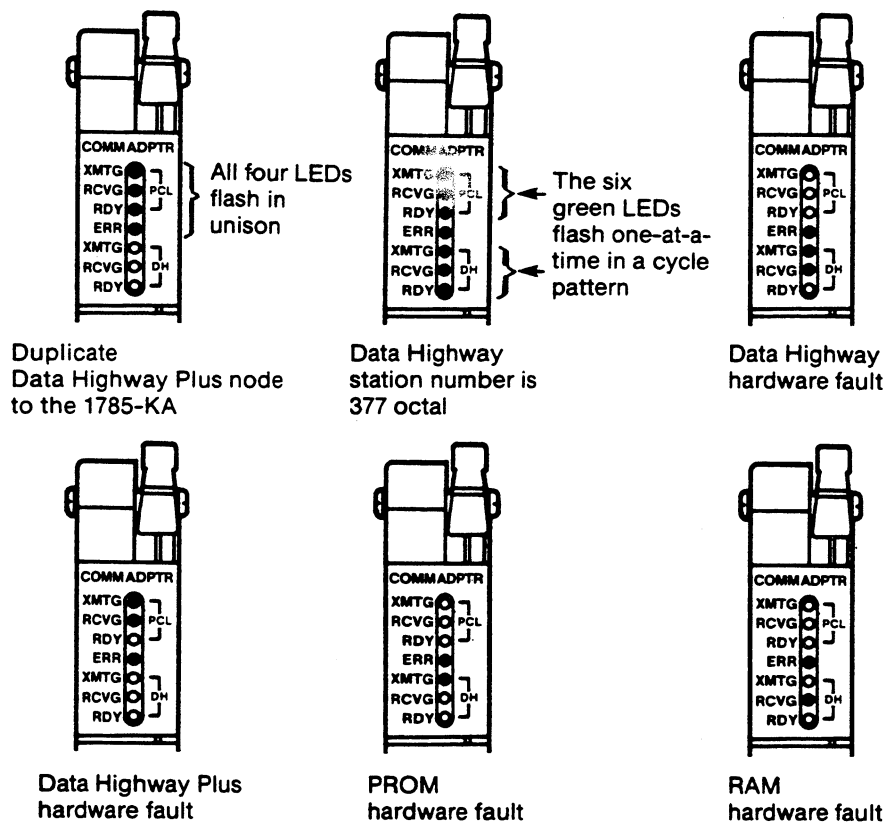 COMM ADPTR
XMTG
RCVG PCL
RDY
ERR
XMTG
RCVG DH
RDY
All four LEDs
flash in
unison
Duplicate
Data Highway Plus node
to the 1785-KA
COMM ADPTR
XMTG
RCVG PCL
RDY
ERR
XMTG
RCVG DH
RDY
The six
green LEDs
flash one-at-a-
time in a cycle
pattern
Data Highway
station number is
377 octal
COMM ADPTR
XMTG
RCVG PCL
RDY
ERR
XMTG
RCVG DH
RDY
Data Highway
hardware fault
COMM ADPTR
XMTG
RCVG PCL
RDY
ERR
XMTG
RCVG DH
RDY
Data Highway Plus
hardware fault
COMM ADPTR
XMTG
RCVG PCL
RDY
ERR
XMTG
RCVG DH
RDY
PROM
hardware fault
COMM ADPTR
XMTG
RCVG PCL
RDY
ERR
XMTG
RCVG DH
RDY
RAM
hardware fault